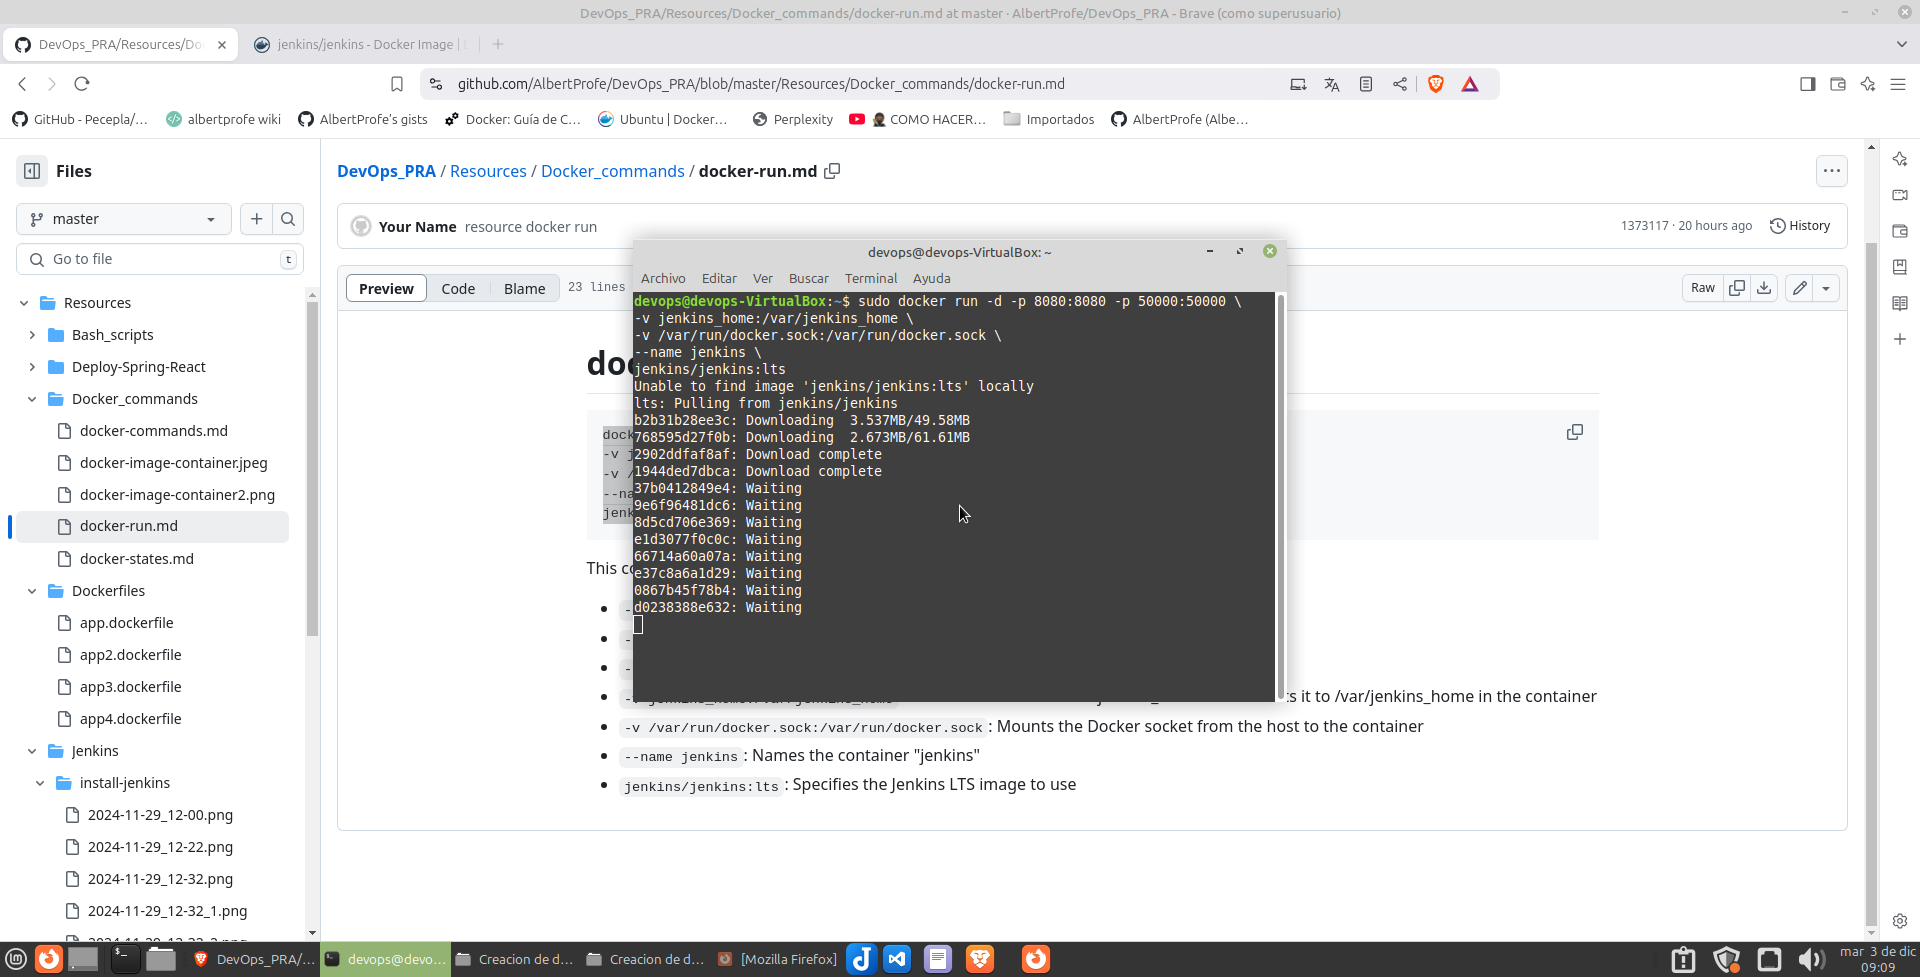 DevOps_PRA/Resources/Docker_commands/docker-run.md at master · AlbertProfe/DevOps_PRA - Brave (como superusuario)
DevOps_PRA/Resources/Do
jenkins/jenkins - Docker Image |
github.com/AlbertProfe/DevOps_PRA/blob/master/Resources/Docker_commands/docker-run.md
GitHub - Pecepla/...
albertprofe wiki
AlbertProfe's gists
Docker: Guía de C...
Ubuntu | Docker...
Perplexity
COMO HACER...
Importados
AlbertProfe (Albe...
Files
master
Go to file
t
Resources
Bash_scripts
Deploy-Spring-React
Docker_commands
docker-commands.md
docker-image-container.jpeg
docker-image-container2.png
docker-run.md
docker-states.md
Dockerfiles
app.dockerfile
app2.dockerfile
app3.dockerfile
app4.dockerfile
Jenkins
install-jenkins
2024-11-29_12-00.png
2024-11-29_12-22.png
2024-11-29_12-32.png
2024-11-29_12-32_1.png
DevOps_PRA / Resources / Docker_commands / docker-run.md
Your Name resource docker run
1373117 · 20 hours ago
History
Preview
Code
Blame
23 lines
Raw
devops@devops-VirtualBox: ~
Archivo Editar Ver Buscar Terminal Ayuda
devops@devops-VirtualBox:~$ sudo docker run -d -p 8080:8080 -p 50000:50000 \
-v jenkins_home:/var/jenkins_home \
-v /var/run/docker.sock:/var/run/docker.sock \
--name jenkins \
jenkins/jenkins:lts
Unable to find image 'jenkins/jenkins:lts' locally
lts: Pulling from jenkins/jenkins
b2b31b28ee3c: Downloading 3.537MB/49.58MB
768595d27f0b: Downloading 2.673MB/61.61MB
2902ddfaf8af: Download complete
1944ded7dbca: Download complete
37b0412849e4: Waiting
9e6f96481dc6: Waiting
8d5cd706e369: Waiting
e1d3077f0c0c: Waiting
66714a60a07a: Waiting
e37c8a6a1d29: Waiting
0867b45f78b4: Waiting
d0238388e632: Waiting
doc
dock
-v j
-v /
--na
jenk
This co
ts it to /var/jenkins_home in the container
-v /var/run/docker.sock:/var/run/docker.sock : Mounts the Docker socket from the host to the container
--name jenkins : Names the container "jenkins"
jenkins/jenkins:lts : Specifies the Jenkins LTS image to use
DevOps_PRA/...
devops@devo...
Creacion de d...
Creacion de d...
[Mozilla Firefox]
mar 3 de dic
09:09